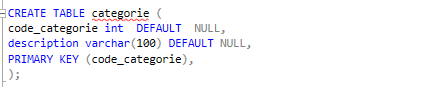 CREATE TABLE categorie (
code_categorie int  DEFAULT  NULL,
description varchar(100) DEFAULT NULL,
PRIMARY KEY (code_categorie),
);